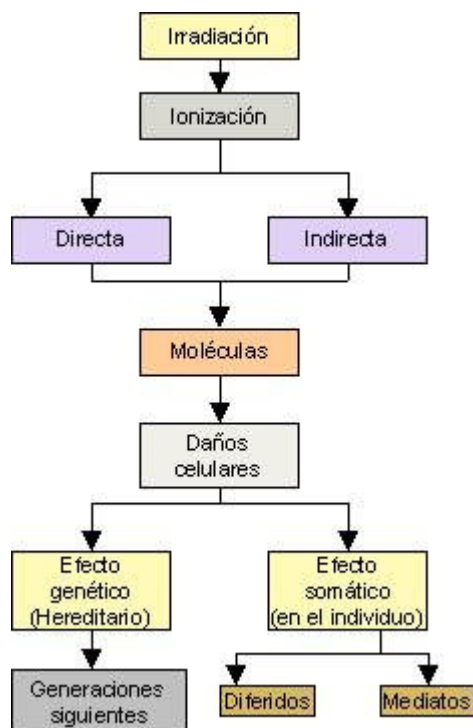 Irradiación
Ionización
Directa
Indirecta
Moléculas
Daños
celulares
Efecto
genético
(Hereditario)
Efecto
somático
(en el individuo)
Generaciones
siguientes
Diferidos
Mediatos